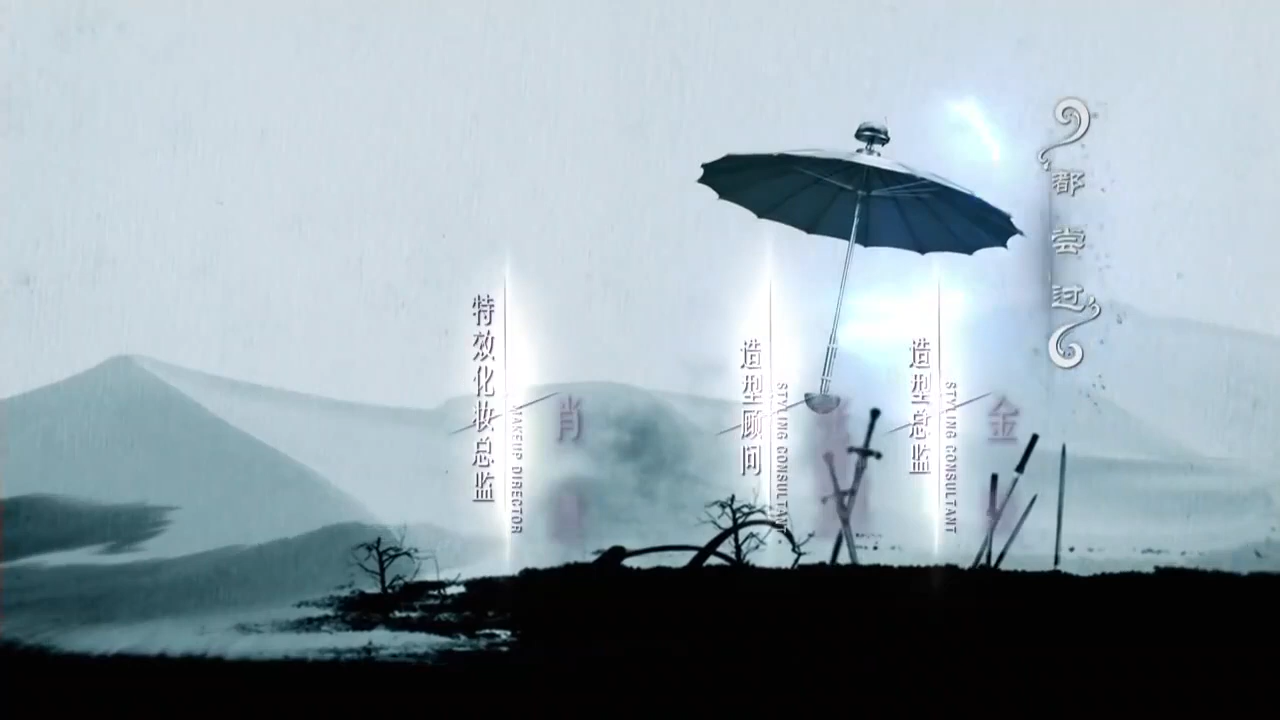 都尝过
造型总监
STYLING CONSULTANT
金
造型顾问
STYLING CONSULTANT
特效化妆总监
MAKEUP DIRECTOR
肖